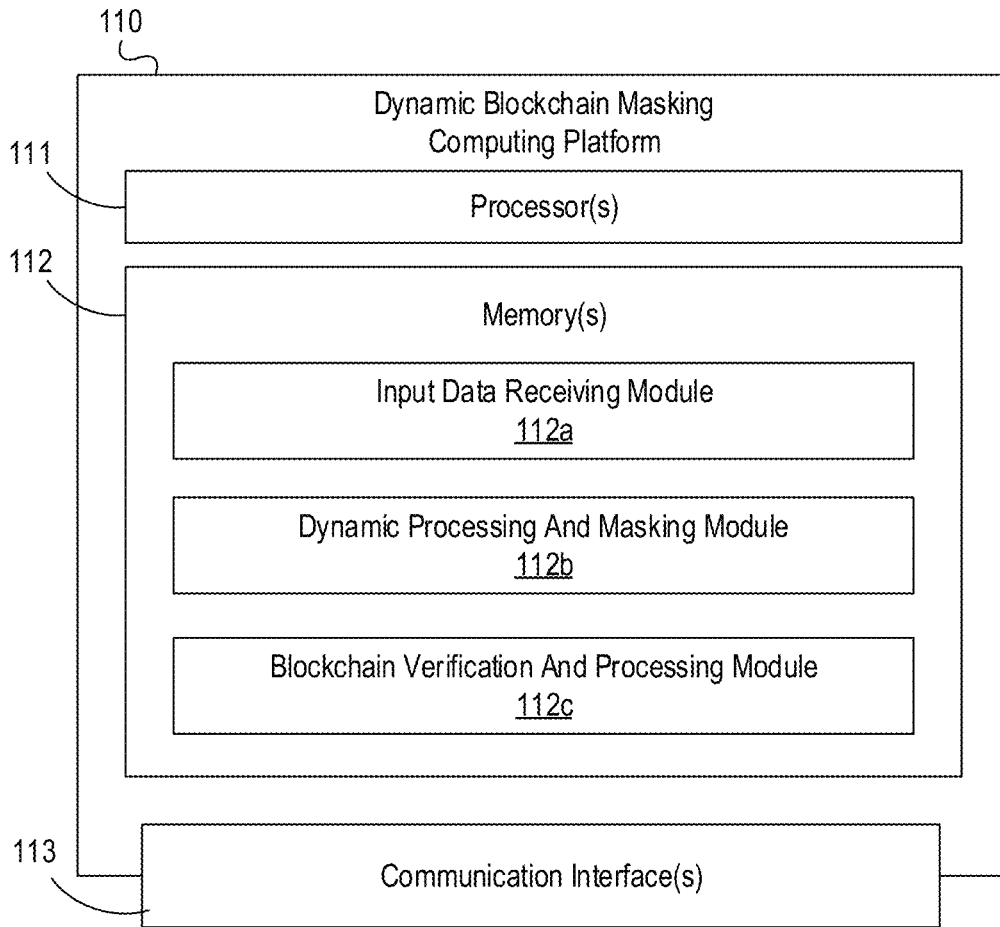 110
Dynamic Blockchain Masking
Computing Platform
111
Processor(s)
112
Memory(s)
Input Data Receiving Module
112a
Dynamic Processing And Masking Module
112b
Blockchain Verification And Processing Module
112c
113
Communication Interface(s)